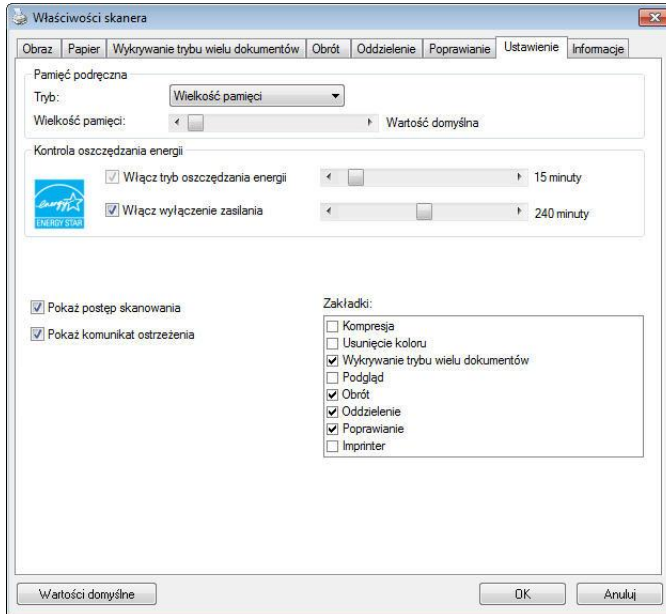 Właściwości skanera
Obraz Papier Wykrywanie trybu wielu dokumentów Obrót Oddzielenie Poprawianie Ustawienie Informacje
Pamięć podręczna
Tryb: Wielkość pamięci
Wielkość pamięci: Wartość domyślna
Kontrola oszczędzania energii
Włącz tryb oszczędzania energii 15 minuty
energy
ENERGY STAR
Włącz wyłączenie zasilania 240 minuty
Pokaż postęp skanowania
Pokaż komunikat ostrzeżenia
Zakładki:
Kompresja
Usunięcie koloru
Wykrywanie trybu wielu dokumentów
Podgląd
Obrót
Oddzielenie
Poprawianie
Imprinter
Wartości domyślne OK Anuluj